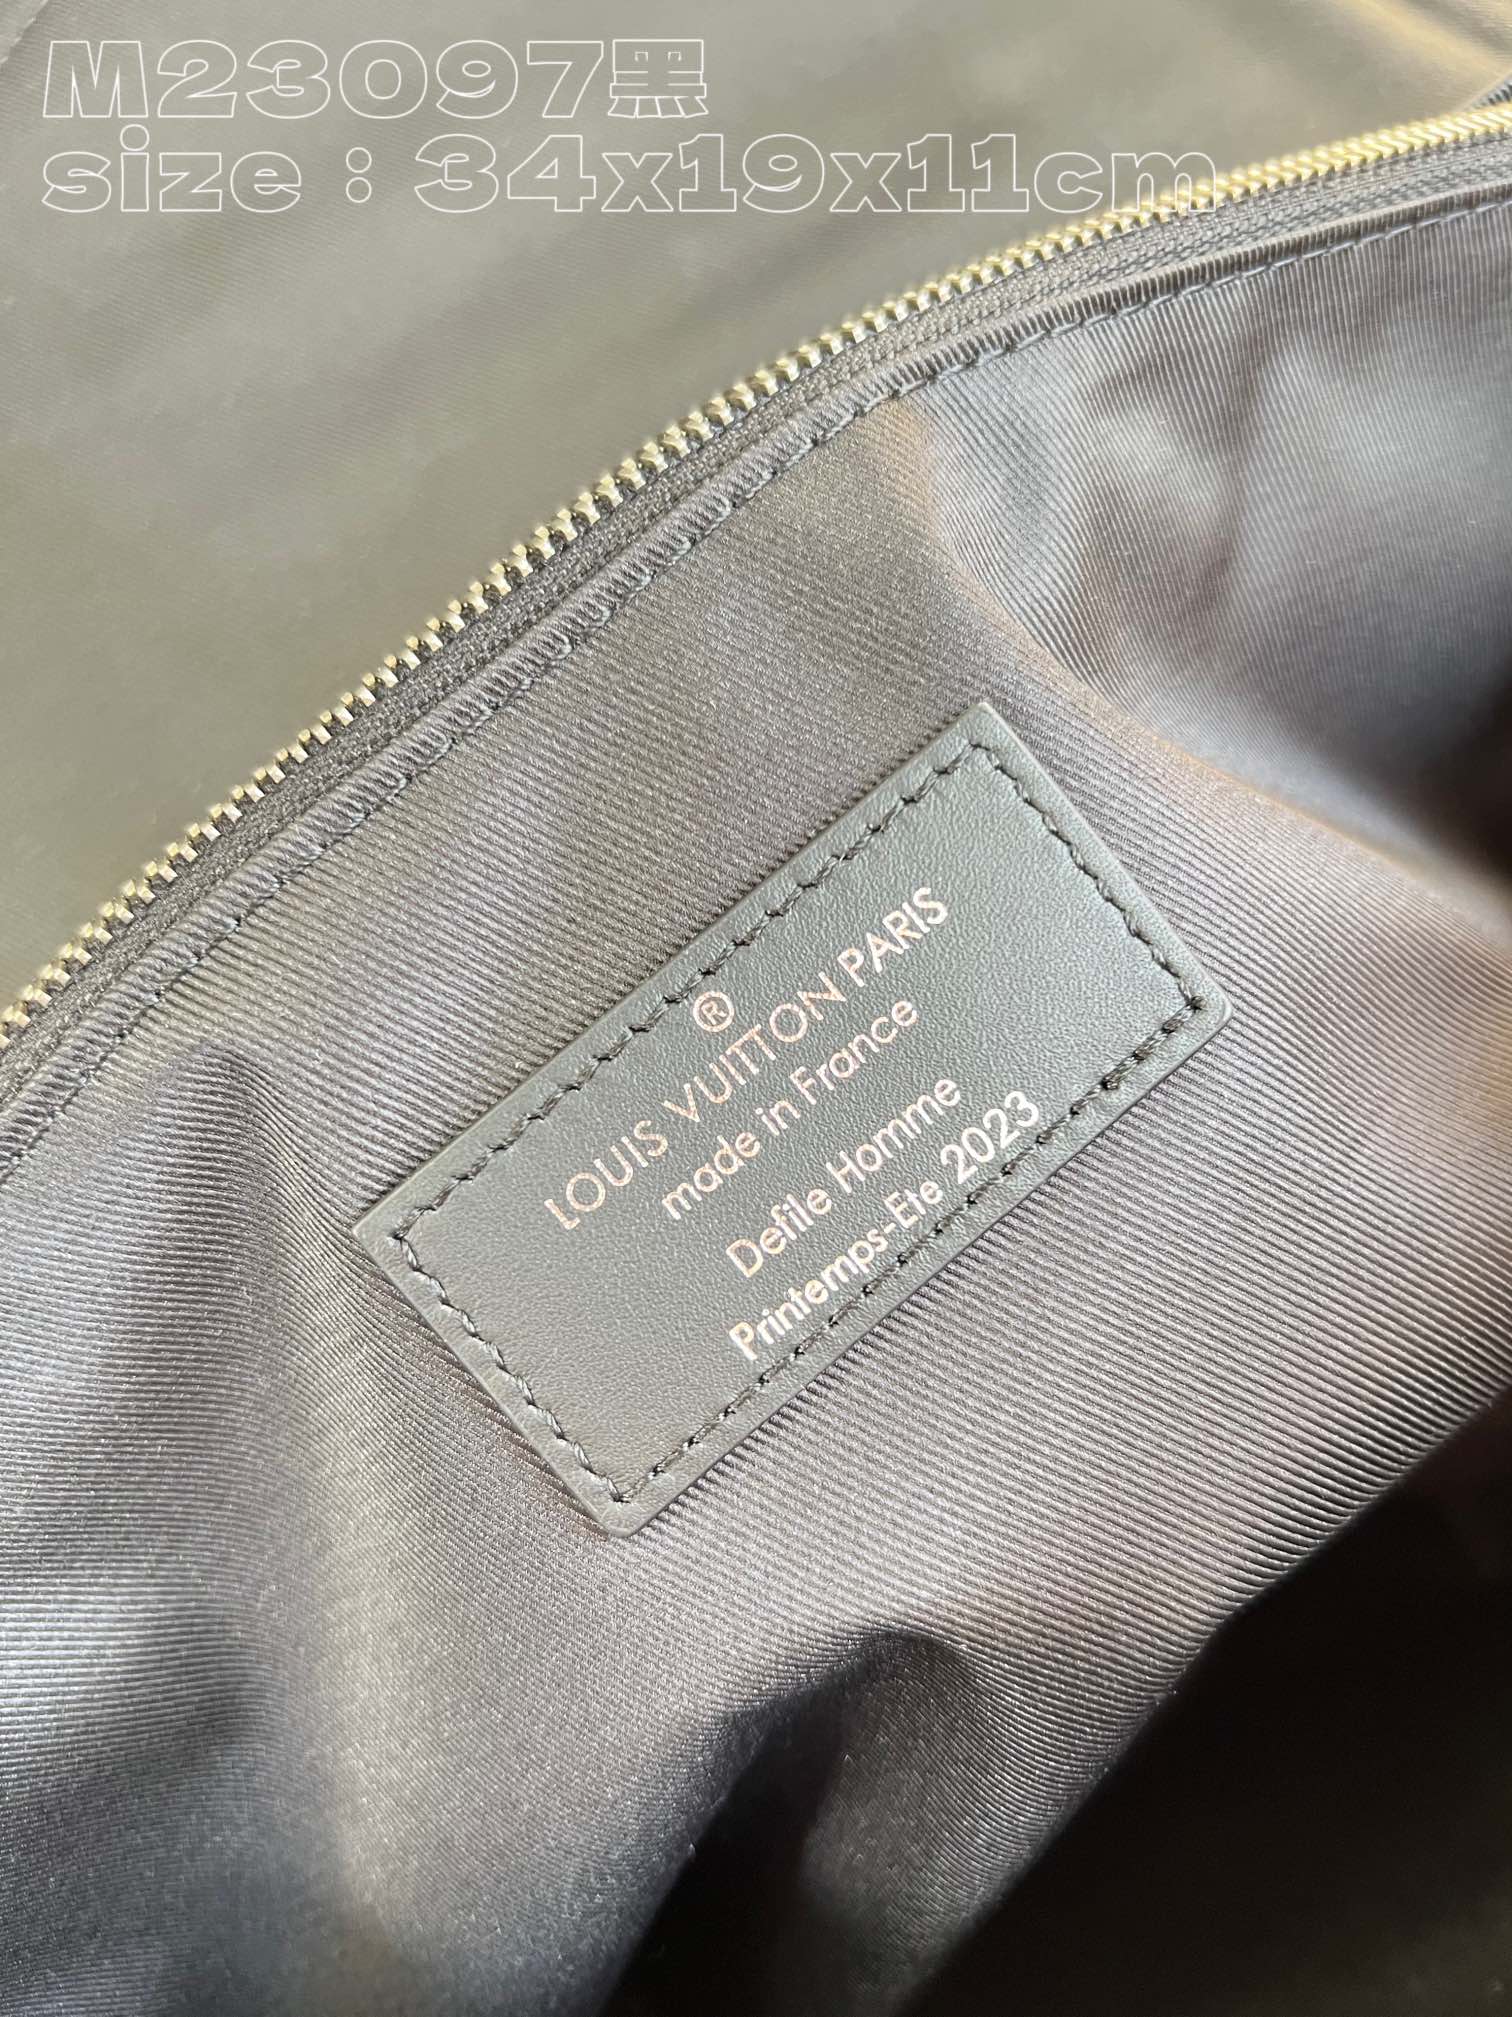 M23097黑
size : 34x19x11cm
®
LOUIS VUITTON PARIS
made in France
Defile Homme
Printemps-Ete 2023